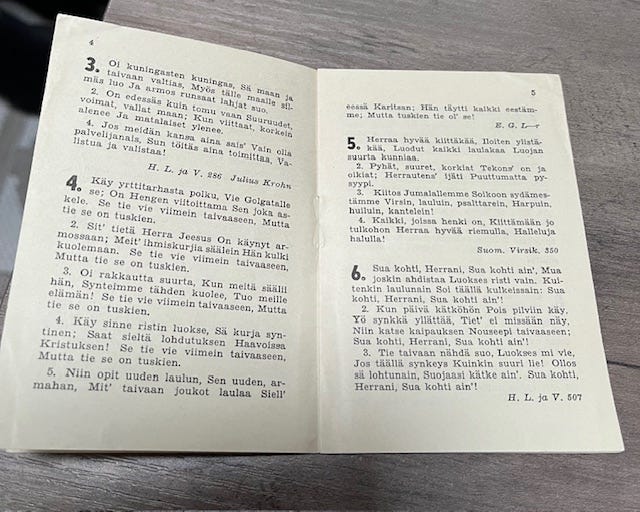 4
3. Oi kuningasten kuningas, Sä maan ja
taivaan valtias, Myös tälle maalle sil-
mäs luo Ja armos runsaat lahjat suo.
2. On edessäs kuin tomu vaan Suuruudet,
voimat, vallat maan; Kun viittaat, korkein
alenee Ja matalaiset ylenee.
4. Jos meidän kansa aina sais' Vain olla
palvelijanais, Sun töitäs aina toimittaa, Va-
listua ja valistaa!
H. L. ja V. 286 Julius Krohn
4. Käy yrttitarhasta polku, Vie Golgatalle
se; On Hengen viitoittama Sen joka as-
kele. Se tie vie viimein taivaaseen, Mutta
tie se on tuskien.
2. Sit' tietä Herra Jeesus On käynyt ar-
mossaan; Meit' ihmiskurjia säälein Hän kulki
kuolemaan. Se tie vie viimein taivaaseen,
Mutta tie se on tuskien.
3. Oi rakkautta suurta, Kun meitä säälii
hän, Synteimme tähden kuolee, Tuo meille
elämän! Se tie vie viimein taivaaseen, Mutta
tie se on tuskien.
4. Käy sinne ristin luokse, Sä kurja syn-
tinen; Saat sieltä lohdutuksen Haavoissa
Kristuksen! Se tie vie viimein taivaaseen,
Mutta tie se on tuskien.
5. Niin opit uuden laulun, Sen uuden, ar-
mahan, Mit' taivaan joukot laulaa Siell'
5
eessä Karitsan; Hän täytti kaikki eestäm-
me; Mutta tuskien tie ol' se!
E. G. L—r
5. Herraa hyvää kiittäkää, Iloiten ylistä-
kää, Luodut kaikki laulakaa Luojan
suurta kunniaa.
2. Pyhät, suuret, korkiat Tekons' on ja
oikiat; Herrautens' ijäti Puuttumatta py-
syypi.
3. Kiitos Jumalallemme Soikoon sydämes-
tämme Virsin, lauluin, psalttarein, Harpuin,
huiluin, kantelein!
4. Kaikki, joissa henki on, Kiittämään jo
tulkohon Herraa hyvää riemulla, Halleluja
halulla!
Suom. Virsik. 350
6. Sua kohti, Herrani, Sua kohti ain', Mua
joskin ahdistaa Luokses risti vain. Kui-
tenkin laulunain Soi täällä kulkeissain: Sua
kohti, Herrani, Sua kohti ain'!
2. Kun päivä kätköhön Pois pilviin käy.
Yö synkkä yllättää, Tiet' ei missään näy,
Niin katse kaipauksen Nouseepi taivaaseen;
Sua kohti, Herrani, Sua kohti ain'!
3. Tie taivaan nähdä suo, Luokses mi vie,
Jos täällä synkeys Kuinkin suuri lie! Ollos
sä lohtunain, Suojaasi kätke ain'. Sua kohti,
Herrani, Sua kohti ain'!
H. L. ja V. 507